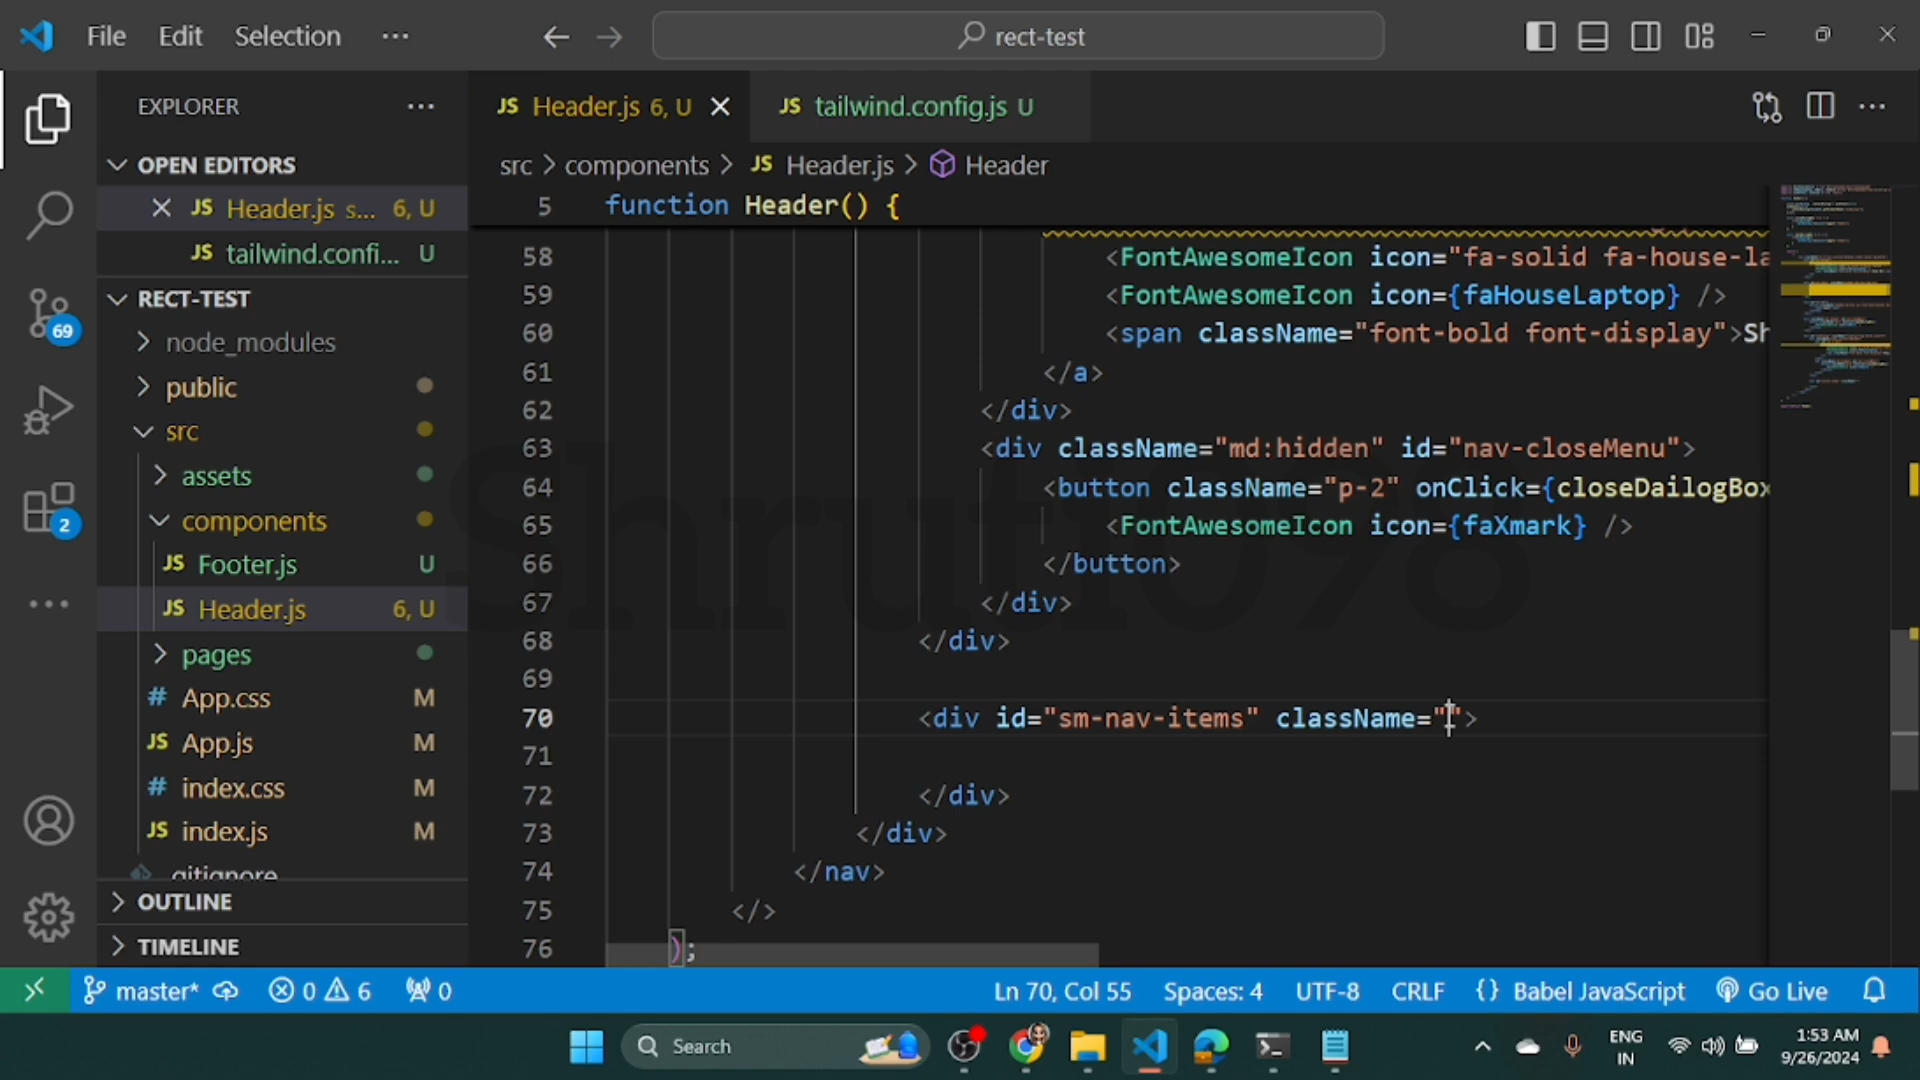 File Edit Selection ... rect-test
EXPLORER ...
OPEN EDITORS
JS Header.js s... 6, U
JS tailwind.confi... U
RECT-TEST
node_modules
public
src
assets
components
JS Footer.js U
JS Header.js 6, U
pages
# App.css M
JS App.js M
# index.css M
JS index.js M
.gitignore
OUTLINE
TIMELINE
69
2
JS Header.js 6, U
JS tailwind.config.js U
src > components > JS Header.js > Header
5 function Header() {
58 <FontAwesomeIcon icon="fa-solid fa-house-la
59 <FontAwesomeIcon icon={faHouseLaptop} />
60 <span className="font-bold font-display">Sh
61 </a>
62 </div>
63 <div className="md:hidden" id="nav-closeMenu">
64 <button className="p-2" onClick={closeDailogBox
65 <FontAwesomeIcon icon={faXmark} />
66 </button>
67 </div>
68 </div>
69
70 <div id="sm-nav-items" className="">
71
72 </div>
73 </div>
74 </nav>
75 </>
76 );
Shruti098
master* 0 6 0
Ln 70, Col 55 Spaces: 4 UTF-8 CRLF {} Babel JavaScript Go Live
Search
ENG
IN
1:53 AM
9/26/2024